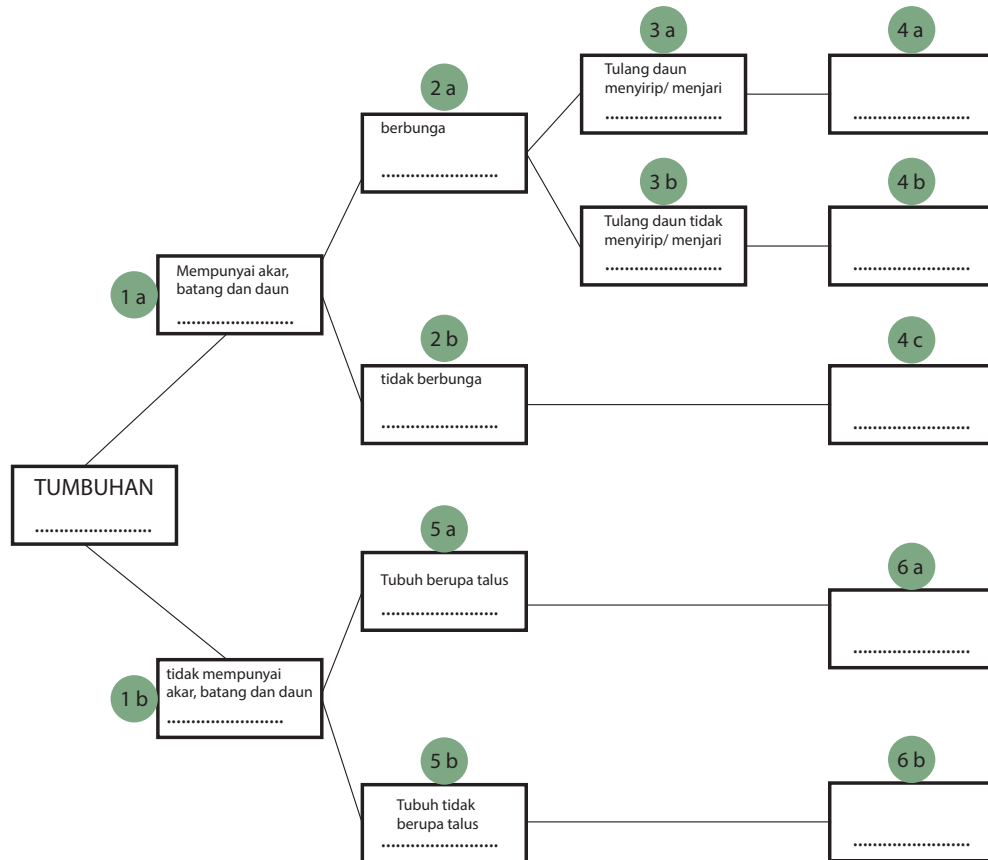 3 a
4 a
Tulang daun
menyirip/ menjari
........................
........................
2 a
berbunga
........................
3 b
4 b
Tulang daun tidak
menyirip/ menjari
........................
........................
1 a
Mempunyai akar,
batang dan daun
........................
2 b
4 c
tidak berbunga
........................
........................
TUMBUHAN
........................
5 a
6 a
Tubuh berupa talus
........................
........................
1 b
tidak mempunyai
akar, batang dan daun
........................
5 b
6 b
Tubuh tidak
berupa talus
........................
........................